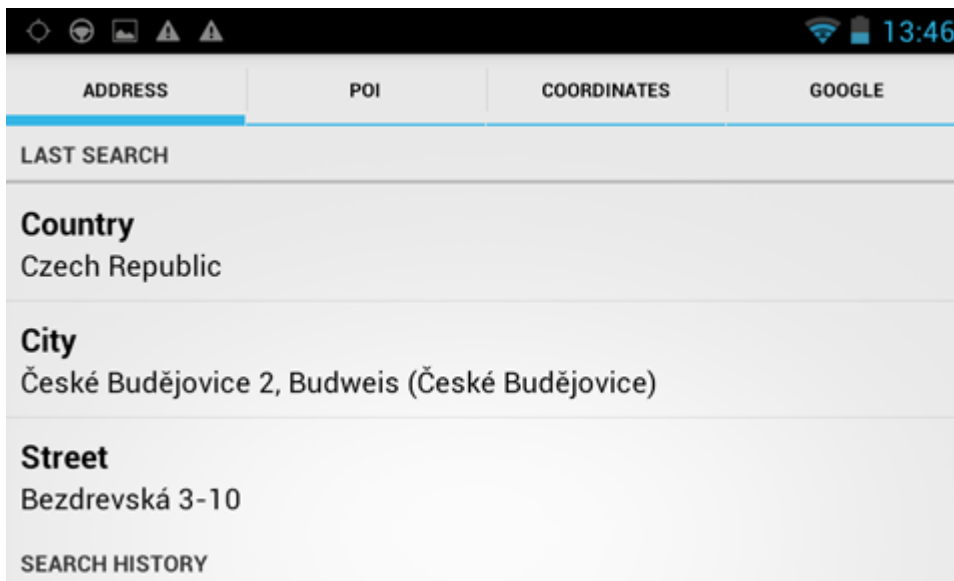 13:46
ADDRESS POI COORDINATES GOOGLE
LAST SEARCH
Country
Czech Republic
City
České Budějovice 2, Budweis (České Budějovice)
Street
Bezdrevská 3-10
SEARCH HISTORY